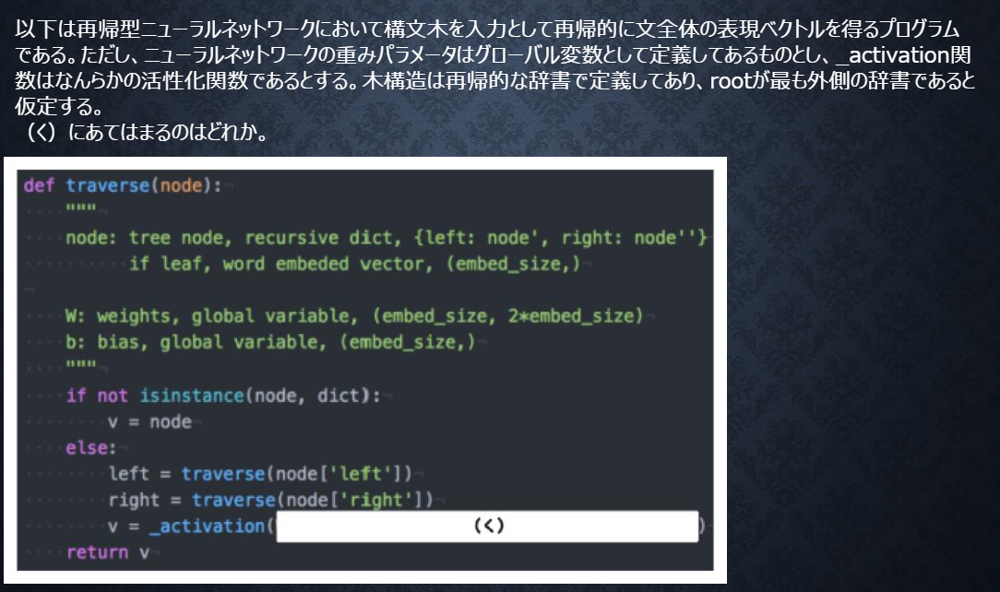 以下は再帰型ニューラルネットワークにおいて構文木を入力として再帰的に文全体の表現ベクトルを得るプログラム
である。ただし、ニューラルネットワークの重みパラメータはグローバル変数として定義してあるものとし、_activation関
数はなんらかの活性化関数であるとする。木構造は再帰的な辞書で定義してあり、rootが最も外側の辞書であると
仮定する。
（く）にあてはまるのはどれか。
def traverse(node):
"""
node: tree node, recursive dict, {left: node', right: node''}
if leaf, word embeded vector, (embed_size,)
W: weights, global variable, (embed_size, 2*embed_size)
b: bias, global variable, (embed_size,)
"""
if not isinstance(node, dict):
v = node
else:
left = traverse(node['left'])
right = traverse(node['right'])
v = _activation( (く) )
return v